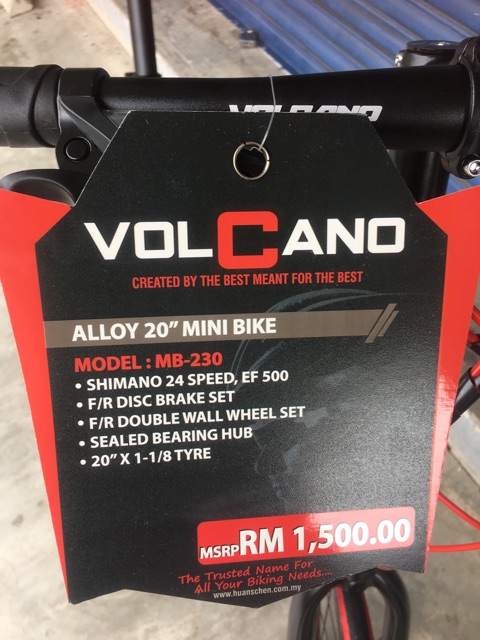 VOLCANO
VOLCANO
CREATED BY THE BEST MEANT FOR THE BEST
ALLOY 20” MINI BIKE
MODEL : MB-230
• SHIMANO 24 SPEED, EF 500
• F/R DISC BRAKE SET
• F/R DOUBLE WALL WHEEL SET
• SEALED BEARING HUB
• 20” X 1-1/8 TYRE
MSRP RM 1,500.00
The Trusted Name For
All Your Biking Needs....
www.huanschen.com.my